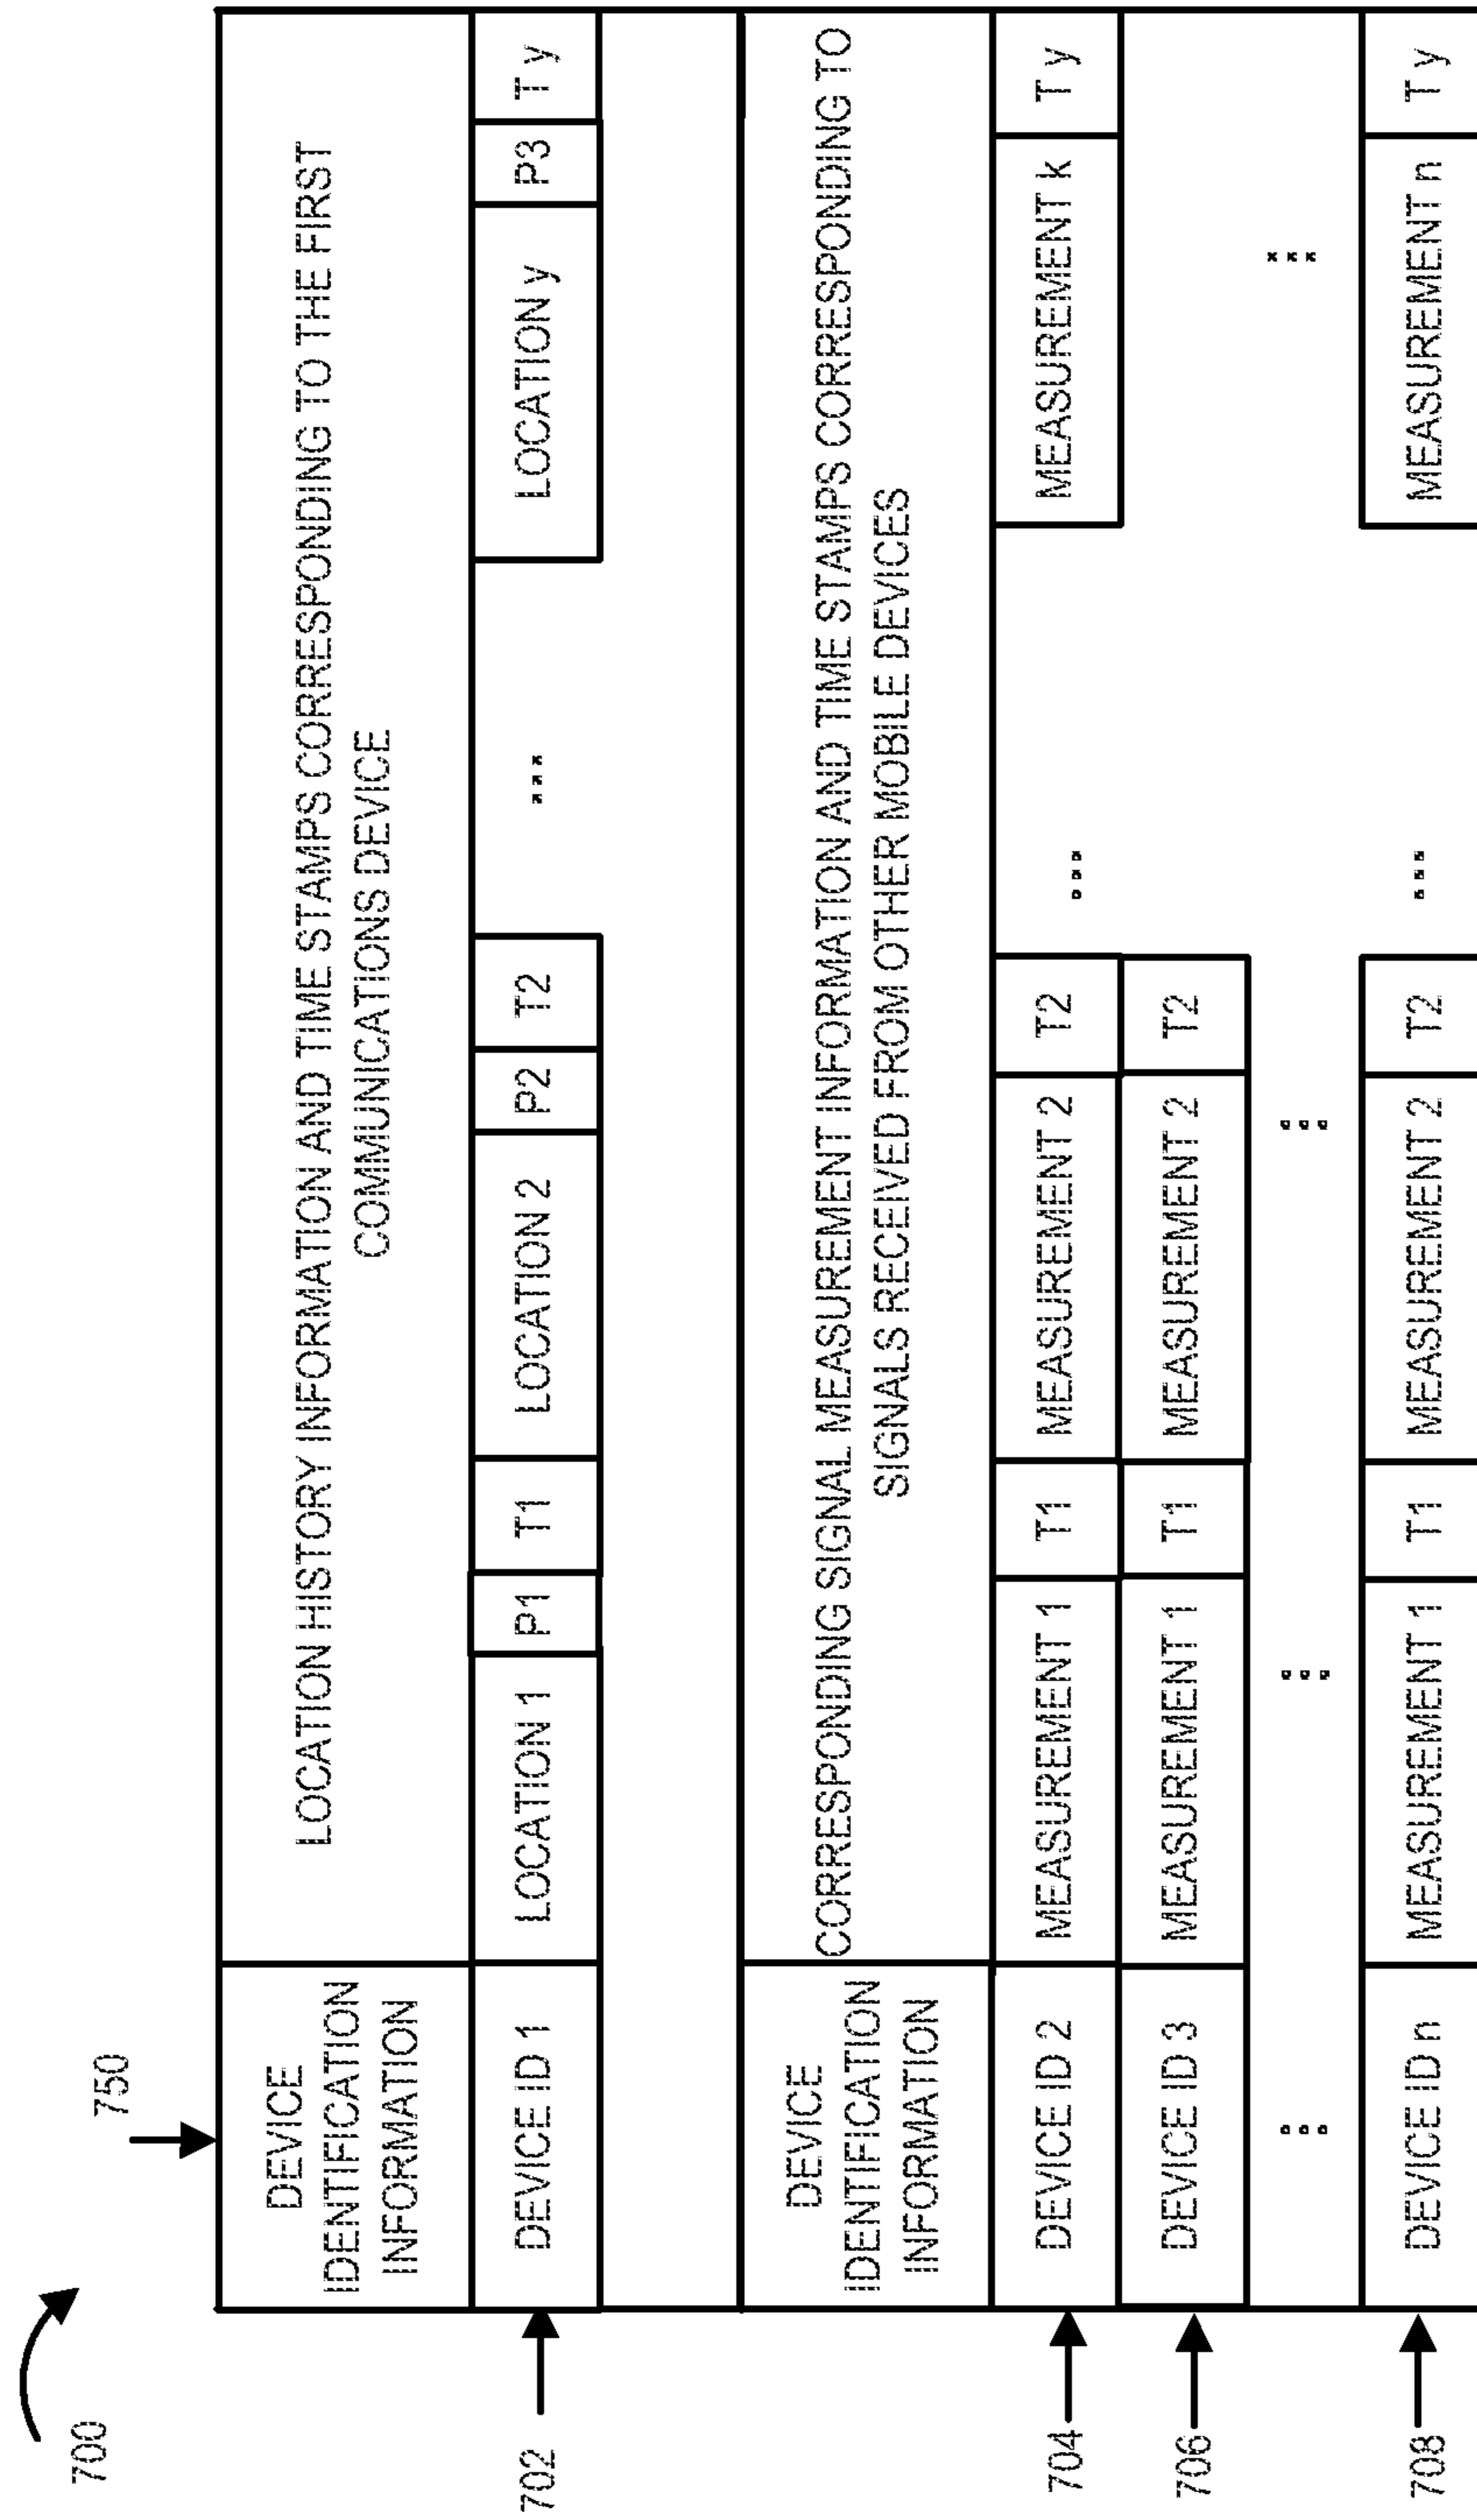 700
750
DEVICE
IDENTIFICATION
INFORMATION
LOCATION HISTORY INFORMATION AND TIME STAMPS CORRESPONDING TO THE FIRST
COMMUNICATIONS DEVICE
702
DEVICE ID 1 LOCATION 1 P1 T1 LOCATION 2 P2 T2 ... LOCATION y P3 T y
DEVICE
IDENTIFICATION
INFORMATION
CORRESPONDING SIGNAL MEASUREMENT INFORMATION AND TIME STAMPS CORRESPONDING TO
SIGNALS RECEIVED FROM OTHER MOBILE DEVICES
704
DEVICE ID 2 MEASUREMENT 1 T1 MEASUREMENT 2 T2 ... MEASUREMENT k T y
706
DEVICE ID 3 MEASUREMENT 1 T1 MEASUREMENT 2 T2
... ... ... ...
708
DEVICE ID n MEASUREMENT 1 T1 MEASUREMENT 2 T2 ... MEASUREMENT n T y